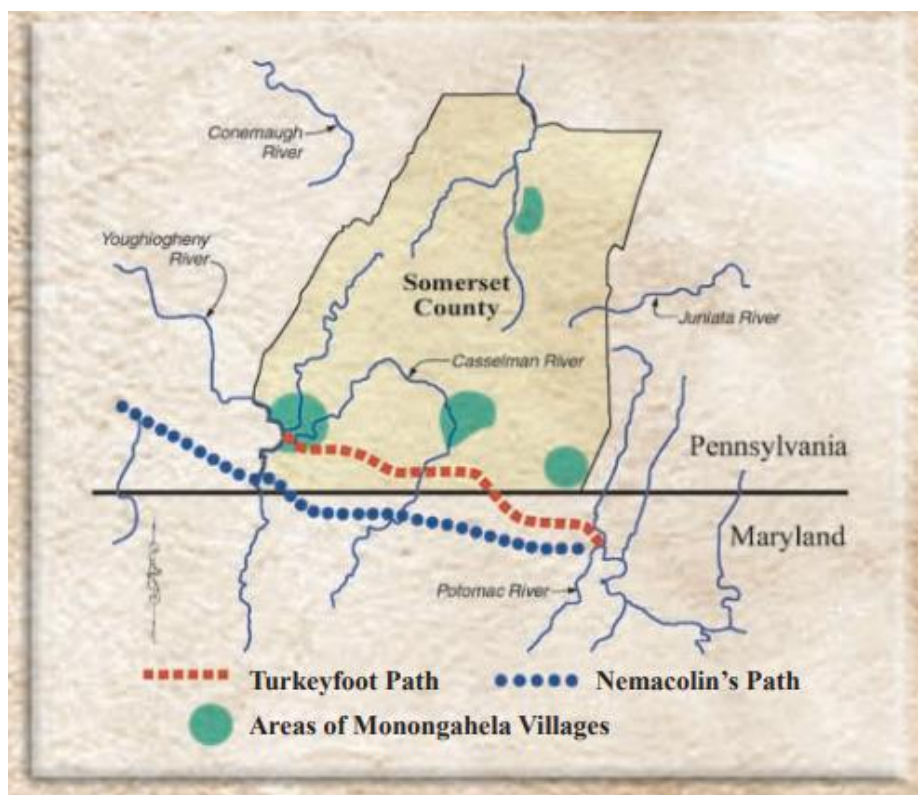 Conemaugh
River
Youghiogheny
River
Somerset
County
Juniata River
Casselman River
Pennsylvania
Maryland
Potomac River
Turkeyfoot Path
Nemacolin's Path
Areas of Monongahela Villages